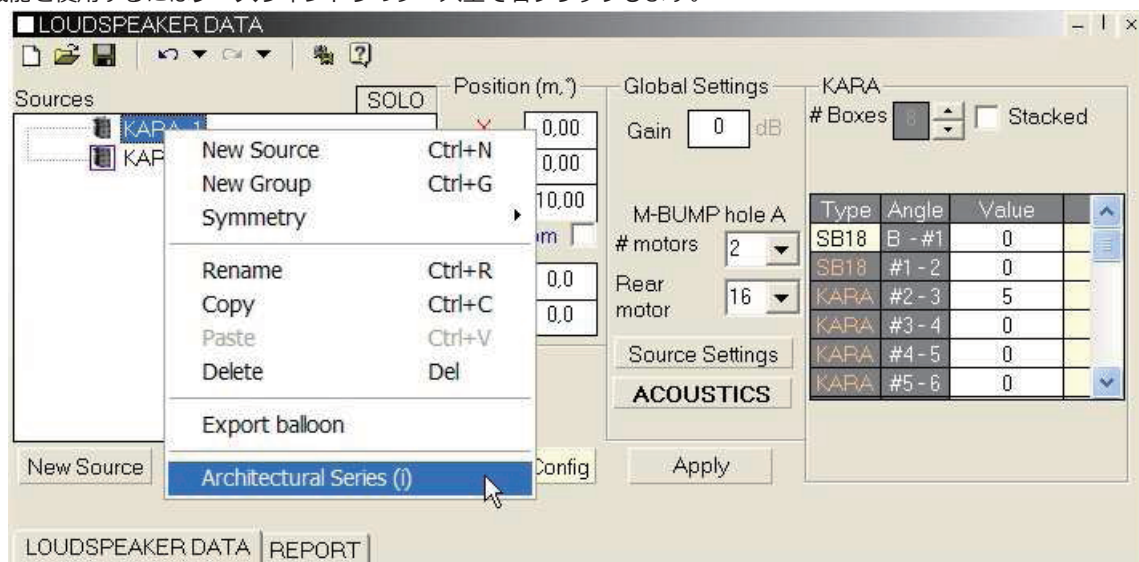 LOUDSPEAKER DATA
Sources
SOLO
KARA_1
KAR
New Source Ctrl+N
New Group Ctrl+G
Symmetry
Rename Ctrl+R
Copy Ctrl+C
Paste Ctrl+V
Delete Del
Export balloon
Architectural Series (i)
New Source
Config
Position (m,°)
X 0,00
0,00
10,00
0,0
0,0
Global Settings
Gain 0 dB
M-BUMP hole A
# motors 2
Rear motor 16
Source Settings
ACOUSTICS
Apply
KARA
# Boxes 8 Stacked
Type Angle Value
SB18 B - #1 0
SB18 #1 - 2 0
KARA #2 - 3 5
KARA #3 - 4 0
KARA #4 - 5 0
KARA #5 - 6 0
LOUDSPEAKER DATA REPORT